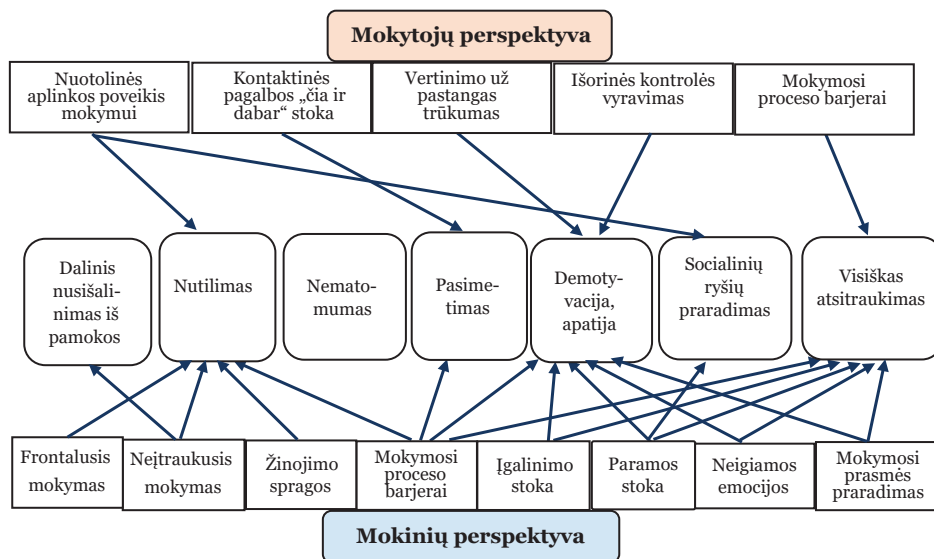 Mokytojų perspektyva
Nuotolinės
aplinkos poveikis
mokymui
Kontaktinės
pagalbos „čia ir
dabar“ stoka
Vertinimo už
pastangas
trūkumas
Išorinės kontrolės
vyravimas
Mokymosi
proceso barjerai
Dalinis
nusišali-
nimas iš
pamokos
Nutilimas
Nemato-
mumas
Pasime-
timas
Demoty-
vacija,
apatija
Socialinių
ryšių
praradimas
Visiškas
atsitraukimas
Frontalusis
mokymas
Neįtraukusis
mokymas
Žinojimo
spragos
Mokymosi
proceso
barjerai
Įgalinimo
stoka
Paramos
stoka
Neigiamos
emocijos
Mokymosi
prasmės
praradimas
Mokinių perspektyva